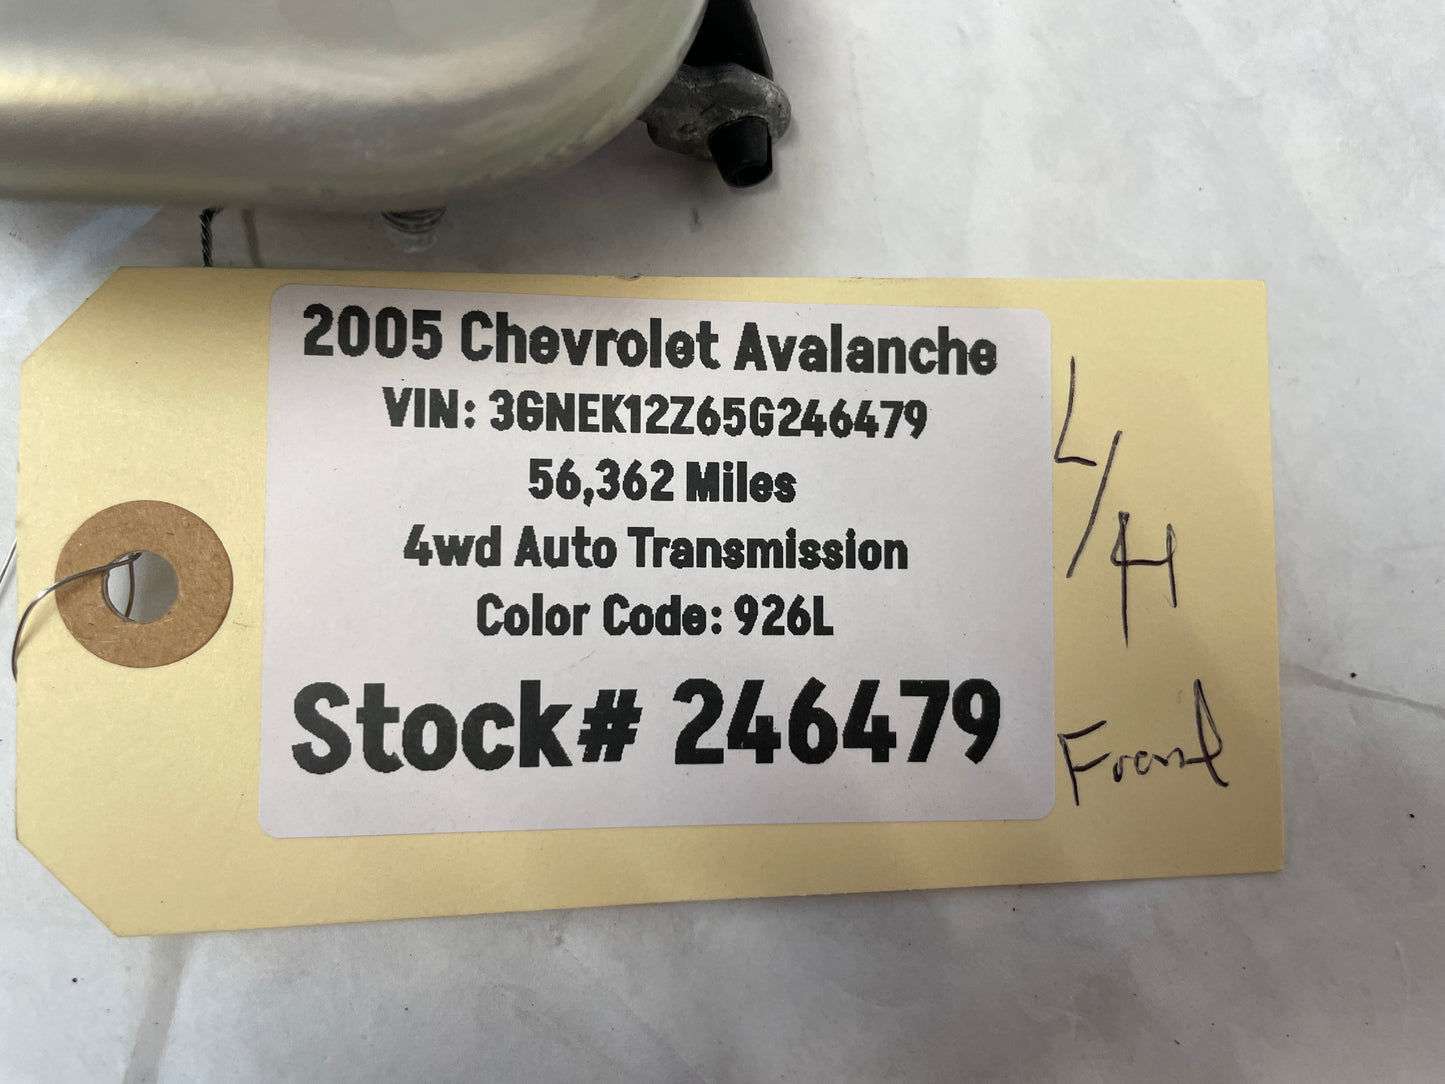 2005 Chevrolet Avalanche
VIN: 3GNEK12Z65G246479
56,362 Miles
4wd Auto Transmission
Color Code: 926L
Stock# 246479
L/H
Front